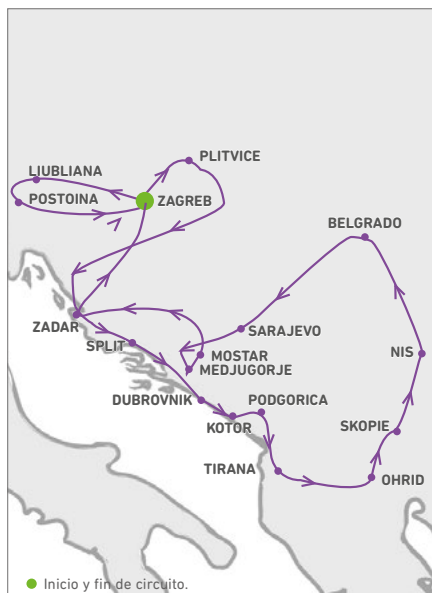 PLITVICE
LIUBLIANA
POSTOINA
ZAGREB
BELGRADO
ZADAR
SARAJEVO
SPLIT
MOSTAR
NIS
MEDJUGORJE
DUBROVNIK
PODGORICA
KOTOR
SKOPIE
TIRANA
OHRID
Inicio y fin de circuito.